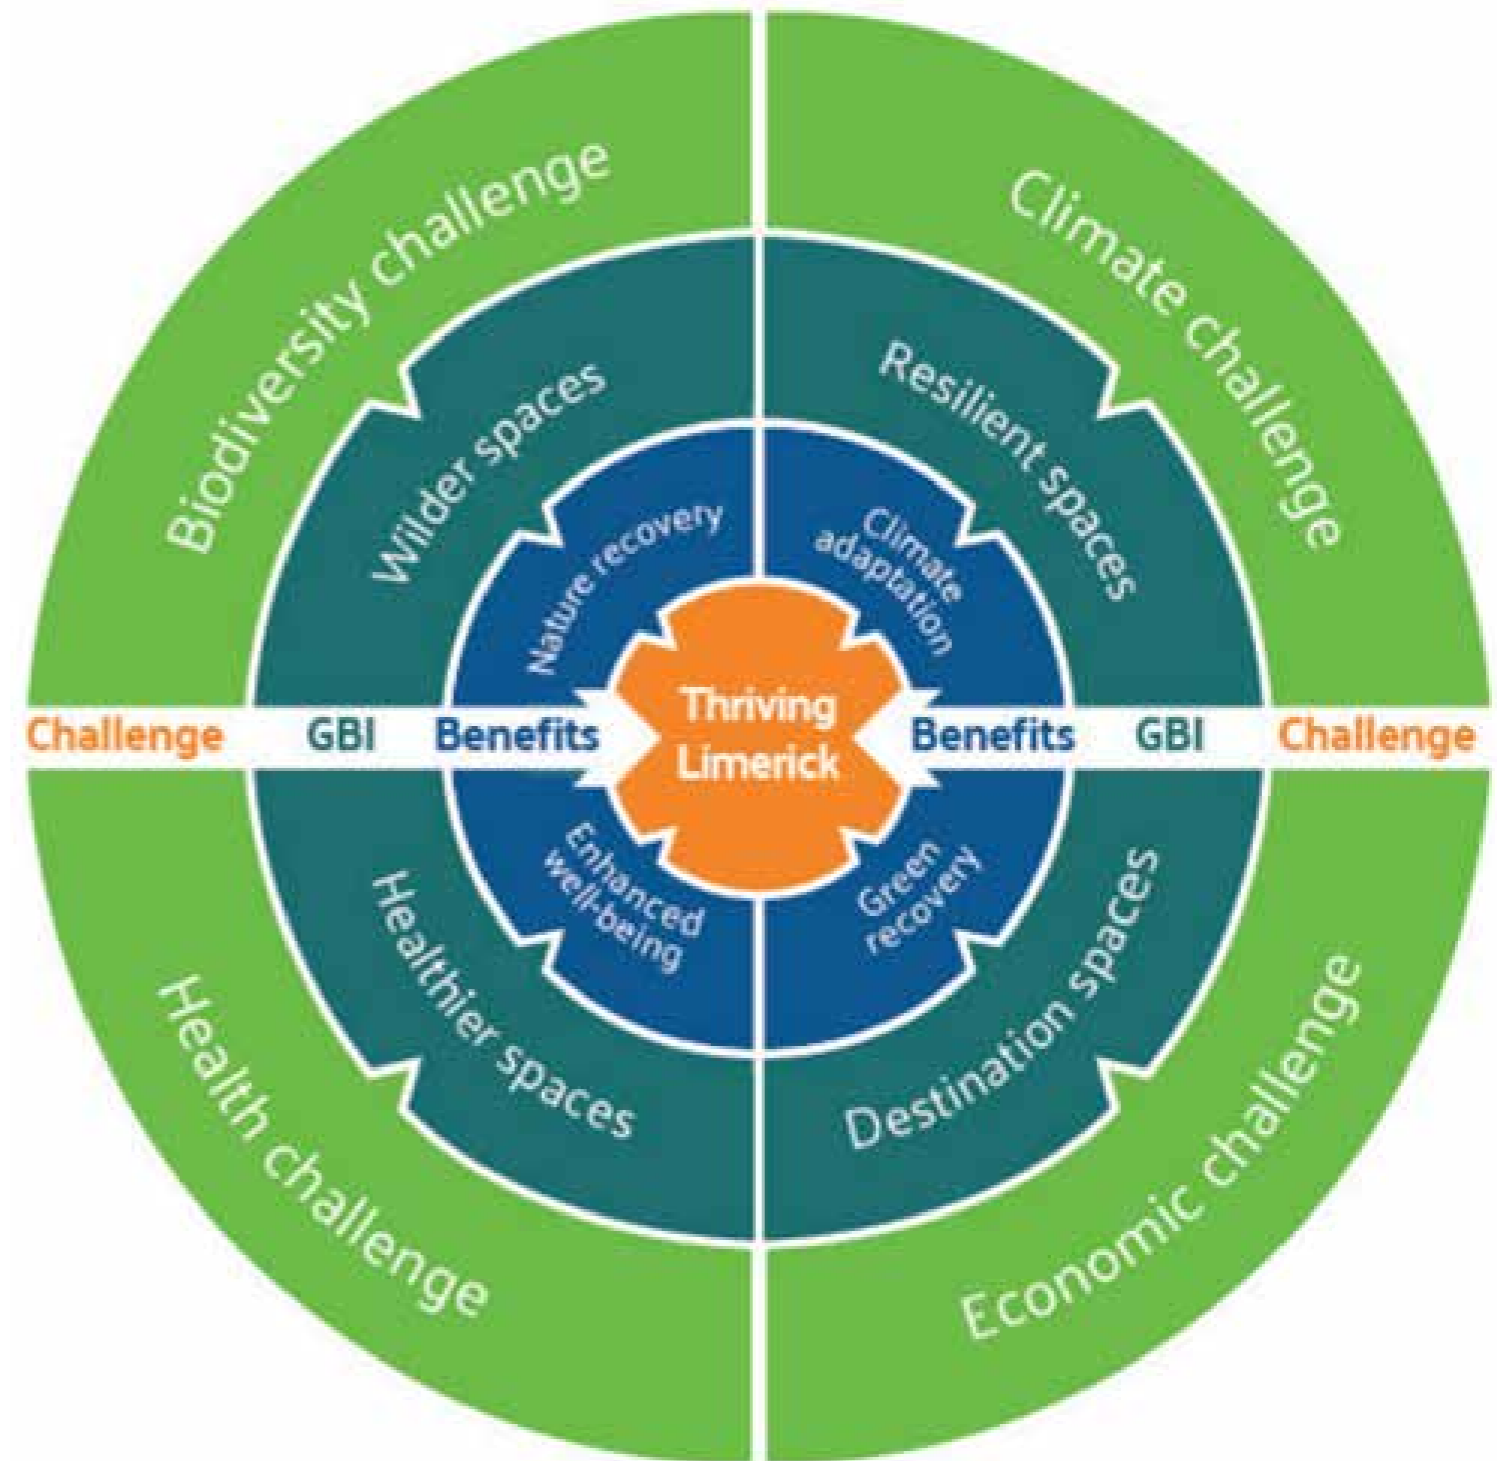 Biodiversity challenge
Climate challenge
Wilder spaces
Resilient spaces
Nature recovery
Climate
adaptation
Challenge GBI Benefits
Thriving
Limerick
Benefits GBI Challenge
Enhanced
well-being
Green
recovery
Healthier spaces
Destination spaces
Health challenge
Economic challenge